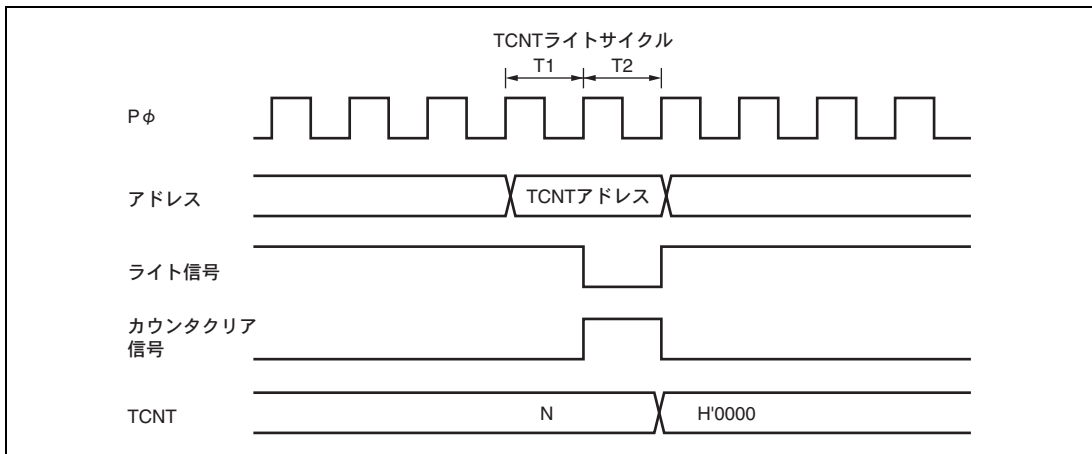 TCNTライトサイクル
T1 T2
Pφ
アドレス
TCNTアドレス
ライト信号
カウンタクリア
信号
TCNT
N
H'0000